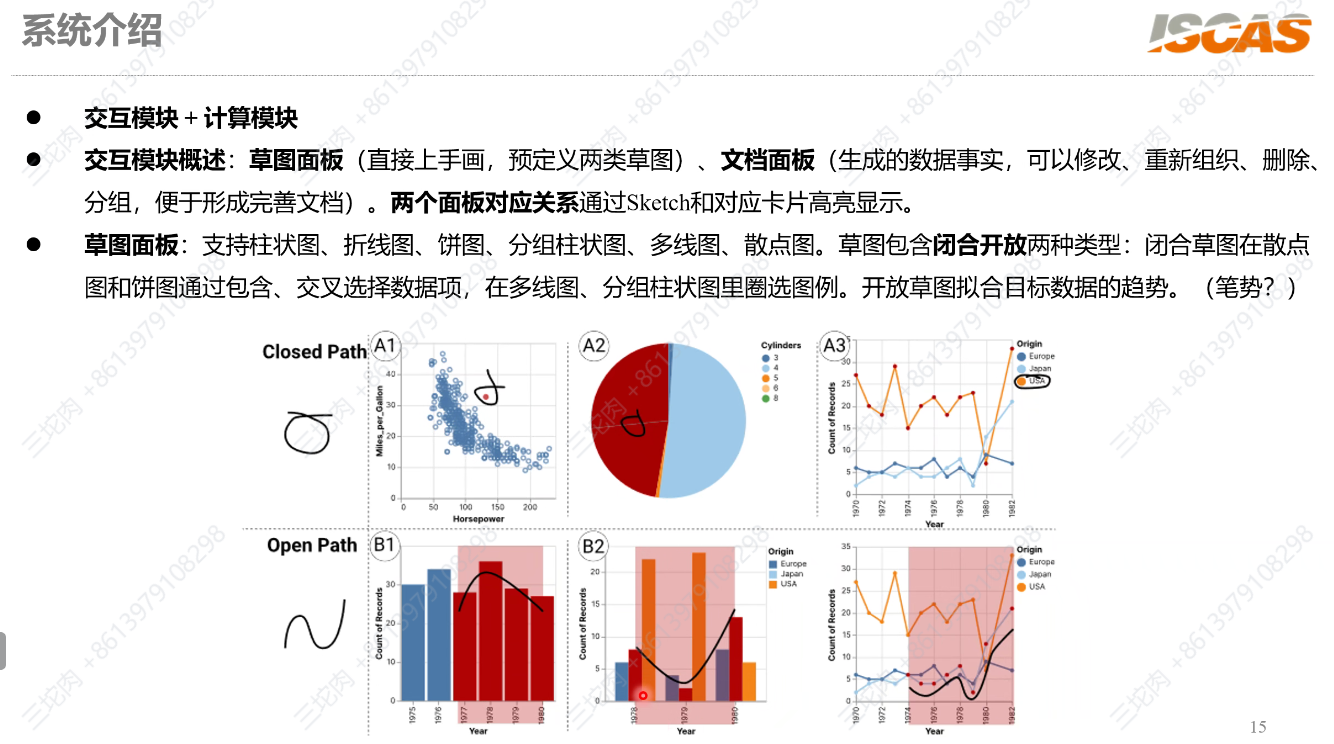 系统介绍
ISCAS
● 交互模块 + 计算模块
● 交互模块概述：草图面板（直接上手画，预定义两类草图）、文档面板（生成的数据事实，可以修改、重新组织、删除、
分组，便于形成完善文档）。两个面板对应关系通过Sketch和对应卡片高亮显示。
● 草图面板：支持柱状图、折线图、饼图、分组柱状图、多线图、散点图。草图包含闭合开放两种类型：闭合草图在散点
图和饼图通过包含、交叉选择数据项，在多线图、分组柱状图里圈选图例。开放草图拟合目标数据的趋势。（笔势？）
Closed Path
A1
Miles_per_Gallon
40
30
20
10
0
0 50 100 150 200
Horsepower
A2
Cylinders
3
4
5
6
8
A3
Count of Records
35
30
25
20
15
10
5
0
1970 1972 1974 1976 1978 1980 1982
Year
Origin
Europe
Japan
USA
Open Path
B1
Count of Records
30
20
10
0
1975 1976 1977 1978 1979 1980
Year
B2
Count of Records
20
15
10
5
0
1978 1979 1980
Year
Origin
Europe
Japan
USA
Count of Records
35
30
25
20
15
10
5
0
1970 1972 1974 1976 1978 1980 1982
Year
Origin
Europe
Japan
USA
15
三坨肉 +8613979108298